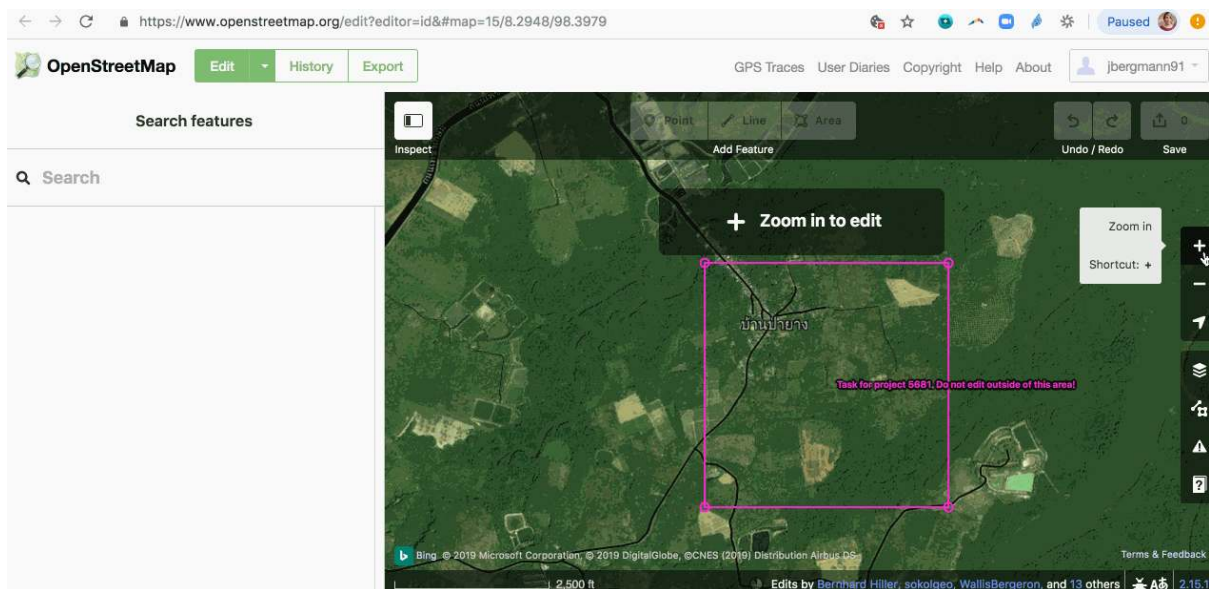 https://www.openstreetmap.org/edit?editor=id&#map=15/8.2948/98.3979
Paused
OpenStreetMap
Edit
History
Export
GPS Traces User Diaries Copyright Help About
jbergmann91
Search features
Search
Inspect
Point
Line
Area
Add Feature
Undo / Redo
0
Save
+ Zoom in to edit
Zoom in
Shortcut: +
บ้านป่ายาง
Task for project 5681. Do not edit outside of this area!
Bing © 2019 Microsoft Corporation, © 2019 DigitalGlobe, ©CNES (2019) Distribution Airbus DS
Terms & Feedback
2,500 ft
Edits by Bernhard Hiller, sokolgeo, WallisBergeron, and 13 others
Aあ
2.15.1